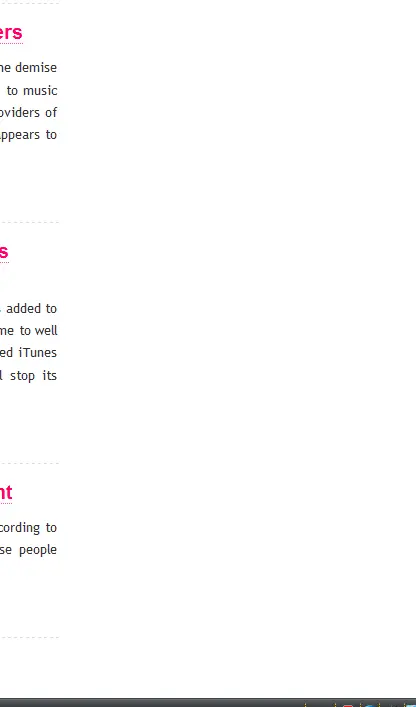 ers
he demise
to music
oviders of
ppears to
s
added to
me to well
ed iTunes
l stop its
nt
cording to
se people